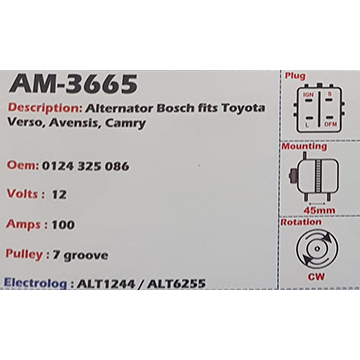 AM-3665
Description: Alternator Bosch fits Toyota
Verso, Avensis, Camry
Oem: 0124 325 086
Volts : 12
Amps : 100
Pulley : 7 groove
Electrolog : ALT1244 / ALT6255
Plug
IGN S
DFM
Mounting
45mm
Rotation
CW